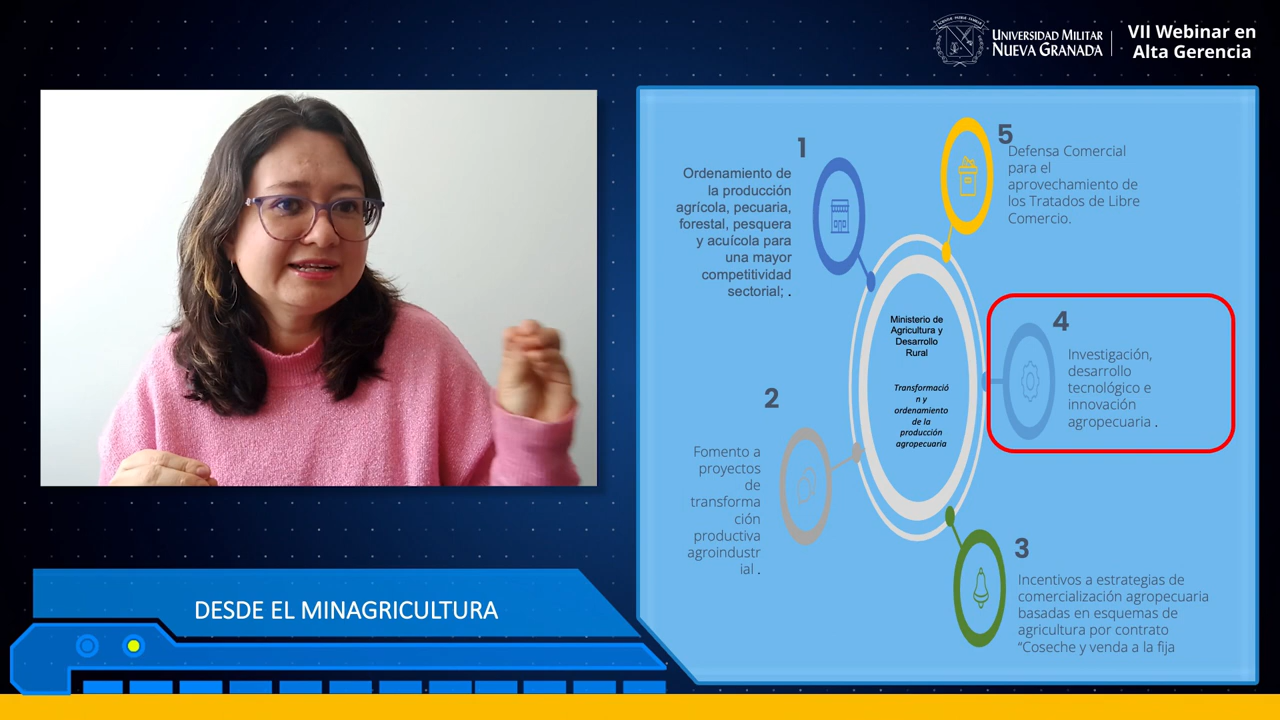 UNIVERSIDAD MILITAR
NUEVA GRANADA
VII Webinar en
Alta Gerencia
1
Ordenamiento de
la producción
agrícola, pecuaria,
forestal, pesquera
y acuícola para
una mayor
competitividad
sectorial; .
5
Defensa Comercial
para el
aprovechamiento de
los Tratados de Libre
Comercio.
Ministerio de
Agricultura y
Desarrollo
Rural
Transformació
n y
ordenamiento
de la
producción
agropecuaria
4
Investigación,
desarrollo
tecnológico e
innovación
agropecuaria .
2
Fomento a
proyectos
de
transforma
ción
productiva
agroindustr
ial .
3
Incentivos a estrategias de
comercialización agropecuaria
basadas en esquemas de
agricultura por contrato
“Coseche y venda a la fija
DESDE EL MINAGRICULTURA